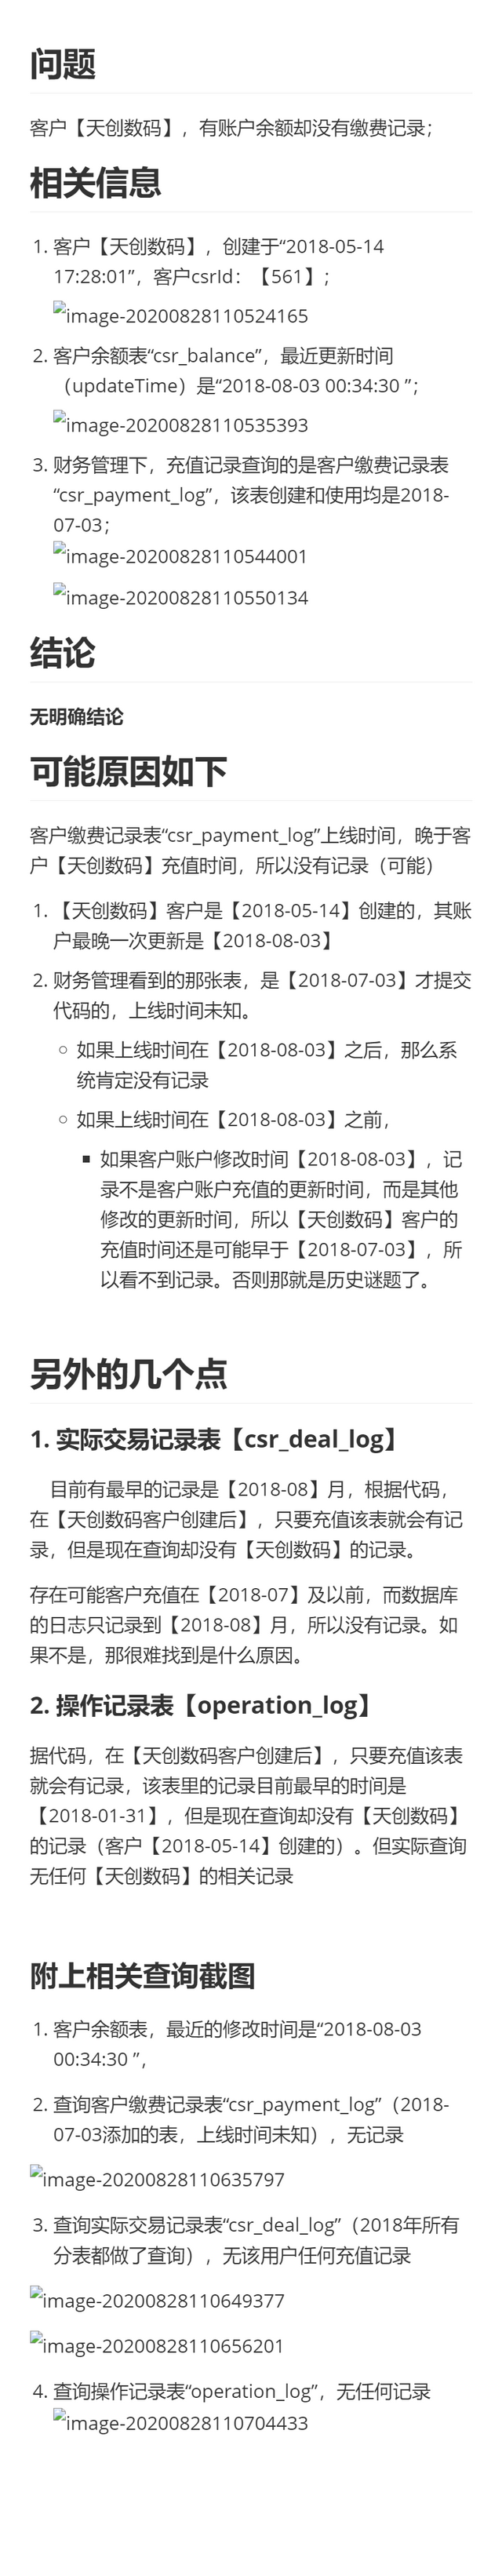 问题
客户【天创数码】，有账户余额却没有缴费记录；
相关信息
1. 客户【天创数码】，创建于“2018-05-14
17:28:01”，客户csrId：【561】；
image-20200828110524165
2. 客户余额表“csr_balance”，最近更新时间
（updateTime）是“2018-08-03 00:34:30 ”；
image-20200828110535393
3. 财务管理下，充值记录查询的是客户缴费记录表
“csr_payment_log”，该表创建和使用均是2018-
07-03；
image-20200828110544001
image-20200828110550134
结论
无明确结论
可能原因如下
客户缴费记录表“csr_payment_log”上线时间，晚于客
户【天创数码】充值时间，所以没有记录（可能）
1. 【天创数码】客户是【2018-05-14】创建的，其账
户最晚一次更新是【2018-08-03】
2. 财务管理看到的那张表，是【2018-07-03】才提交
代码的，上线时间未知。
○ 如果上线时间在【2018-08-03】之后，那么系
统肯定没有记录
○ 如果上线时间在【2018-08-03】之前，
▪ 如果客户账户修改时间【2018-08-03】，记
录不是客户账户充值的更新时间，而是其他
修改的更新时间，所以【天创数码】客户的
充值时间还是可能早于【2018-07-03】，所
以看不到记录。否则那就是历史谜题了。
另外的几个点
1. 实际交易记录表【csr_deal_log】
目前有最早的记录是【2018-08】月，根据代码，
在【天创数码客户创建后】，只要充值该表就会有记
录，但是现在查询却没有【天创数码】的记录。
存在可能客户充值在【2018-07】及以前，而数据库
的日志只记录到【2018-08】月，所以没有记录。如
果不是，那很难找到是什么原因。
2. 操作记录表【operation_log】
据代码，在【天创数码客户创建后】，只要充值该表
就会有记录，该表里的记录目前最早的时间是
【2018-01-31】，但是现在查询却没有【天创数码】
的记录（客户【2018-05-14】创建的）。但实际查询
无任何【天创数码】的相关记录
附上相关查询截图
1. 客户余额表，最近的修改时间是“2018-08-03
00:34:30 ”，
2. 查询客户缴费记录表“csr_payment_log”（2018-
07-03添加的表，上线时间未知），无记录
image-20200828110635797
3. 查询实际交易记录表“csr_deal_log”（2018年所有
分表都做了查询），无该用户任何充值记录
image-20200828110649377
image-20200828110656201
4. 查询操作记录表“operation_log”，无任何记录
image-20200828110704433